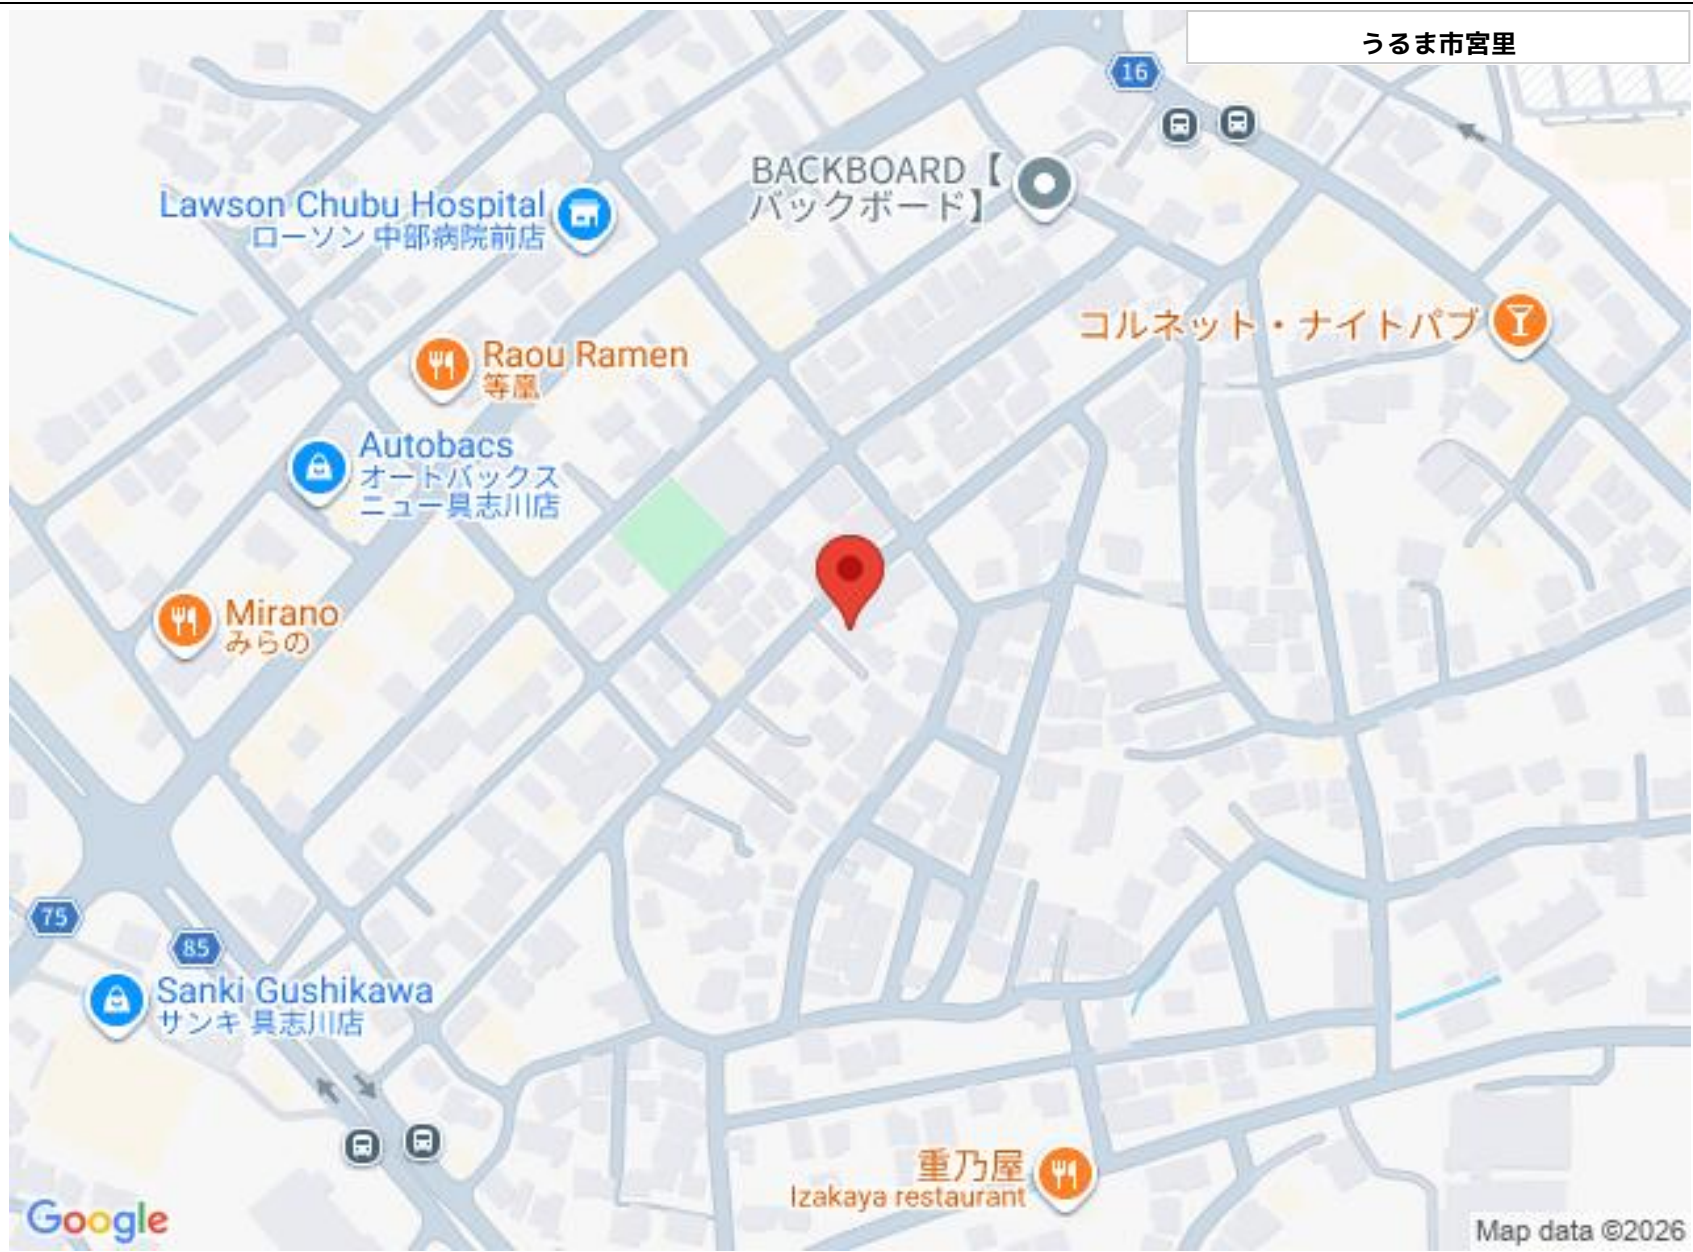 うるま市宮里
16
BACKBOARD【
バックボード】
Lawson Chubu Hospital
ローソン 中部病院前店
コルネット・ナイトパブ
Raou Ramen
等凰
Autobacs
オートバックス
ニュー具志川店
Mirano
みらの
75
85
Sanki Gushikawa
サンキ 具志川店
重乃屋
Izakaya restaurant
Google
Map data ©2026